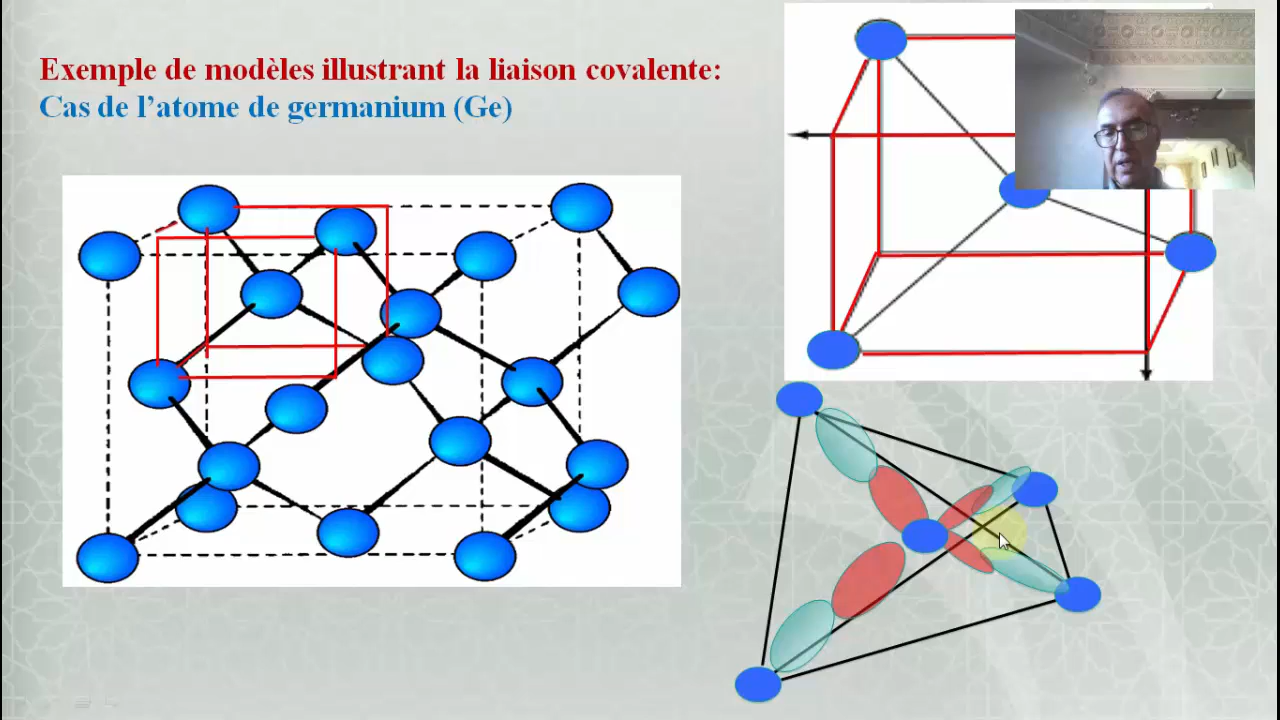 Exemple de modèles illustrant la liaison covalente:
Cas de l’atome de germanium (Ge)